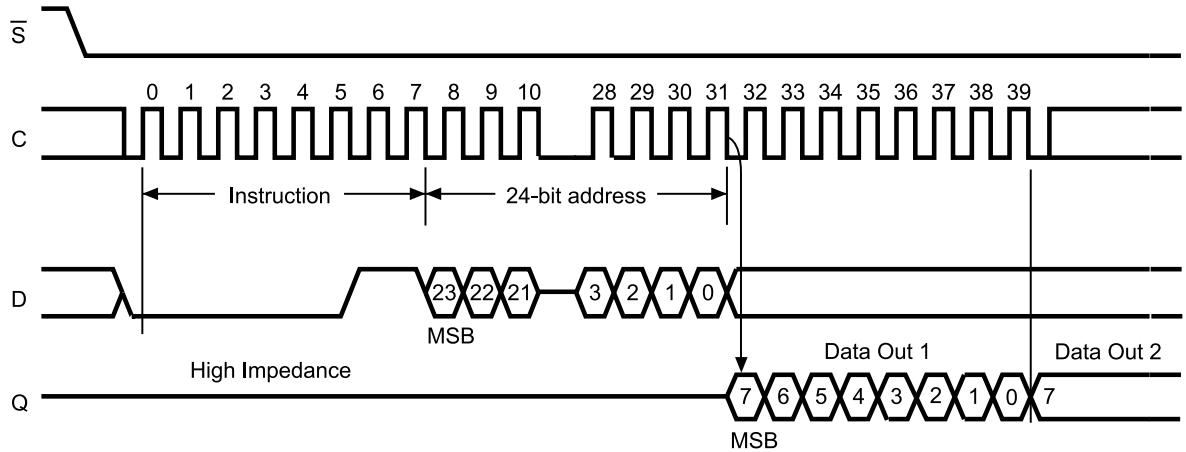 S
0 1 2 3 4 5 6 7 8 9 10 28 29 30 31 32 33 34 35 36 37 38 39
C
Instruction 24-bit address
D 23 22 21 3 2 1 0
MSB
High Impedance Data Out 1 Data Out 2
Q 7 6 5 4 3 2 1 0 7
MSB